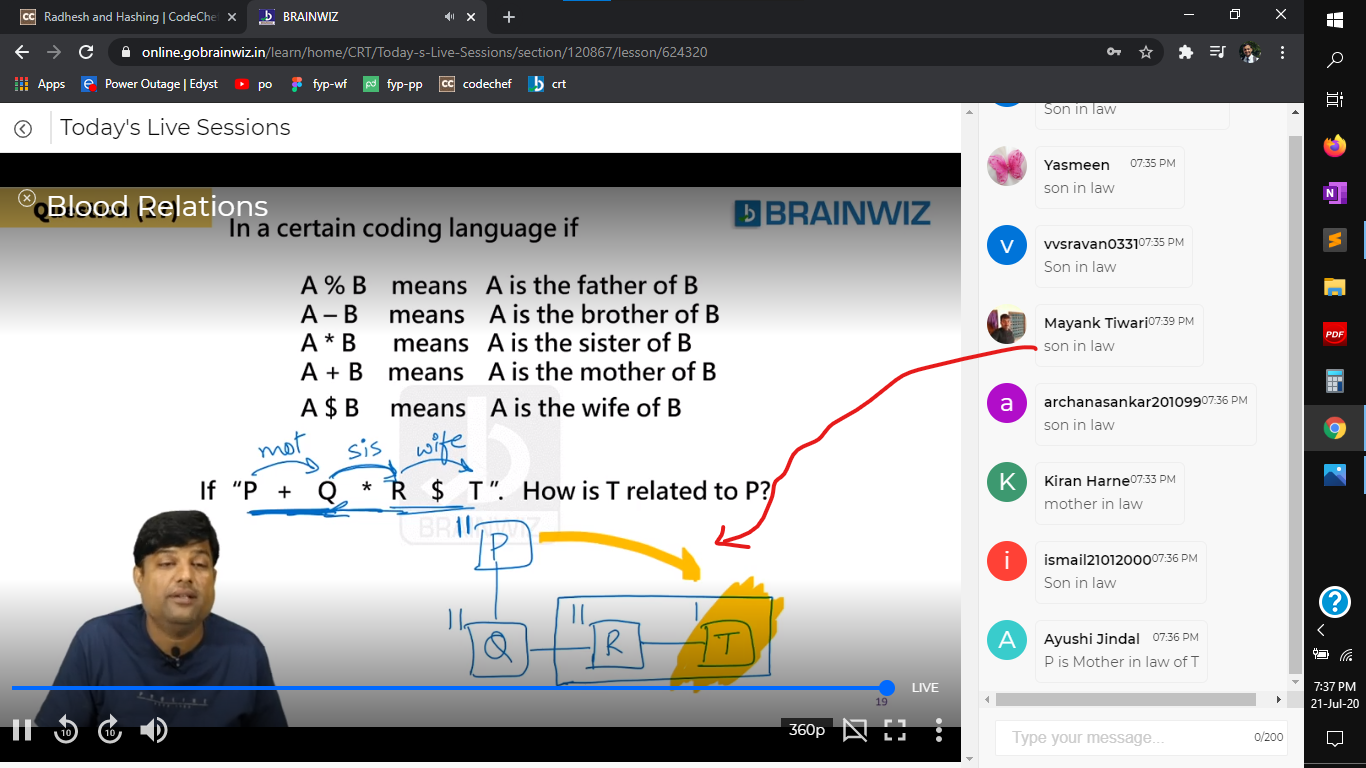 Radhesh and Hashing | CodeChe
BRAINWIZ
online.gobrainwiz.in/learn/home/CRT/Today-s-Live-Sessions/section/120867/lesson/624320
Apps
Power Outage | Edyst
po
fyp-wf
fyp-pp
codechef
crt
Today's Live Sessions
Blood Relations
BRAINWIZ
In a certain coding language if
A % B means A is the father of B
A – B means A is the brother of B
A * B means A is the sister of B
A + B means A is the mother of B
A $ B means A is the wife of B
mot sis wife
If “P + Q * R $ T”. How is T related to P?
BRAINWIZ
P
Q R T
LIVE
19
10
10
360p
Son in law
Yasmeen 07:35 PM
son in law
v
vvsravan0331 07:35 PM
Son in law
Mayank Tiwari 07:39 PM
son in law
a
archanasankar201099 07:36 PM
son in law
K
Kiran Harne 07:33 PM
mother in law
i
ismail21012000 07:36 PM
Son in law
A
Ayushi Jindal 07:36 PM
P is Mother in law of T
Type your message... 0/200
PDF
7:37 PM
21-Jul-20